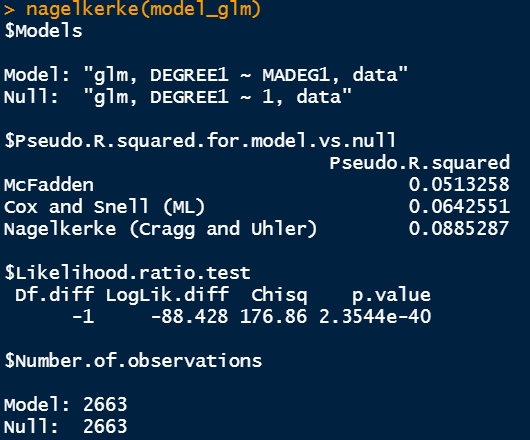 > nagelkerke(model_glm)
$Models
Model: "glm, DEGREE1 ~ MADEG1, data"
Null:  "glm, DEGREE1 ~ 1, data"
$Pseudo.R.squared.for.model.vs.null
Pseudo.R.squared
McFadden 0.0513258
Cox and Snell (ML) 0.0642551
Nagelkerke (Cragg and Uhler) 0.0885287
$Likelihood.ratio.test
Df.diff LogLik.diff Chisq p.value
-1 -88.428 176.86 2.3544e-40
$Number.of.observations
Model: 2663
Null:  2663